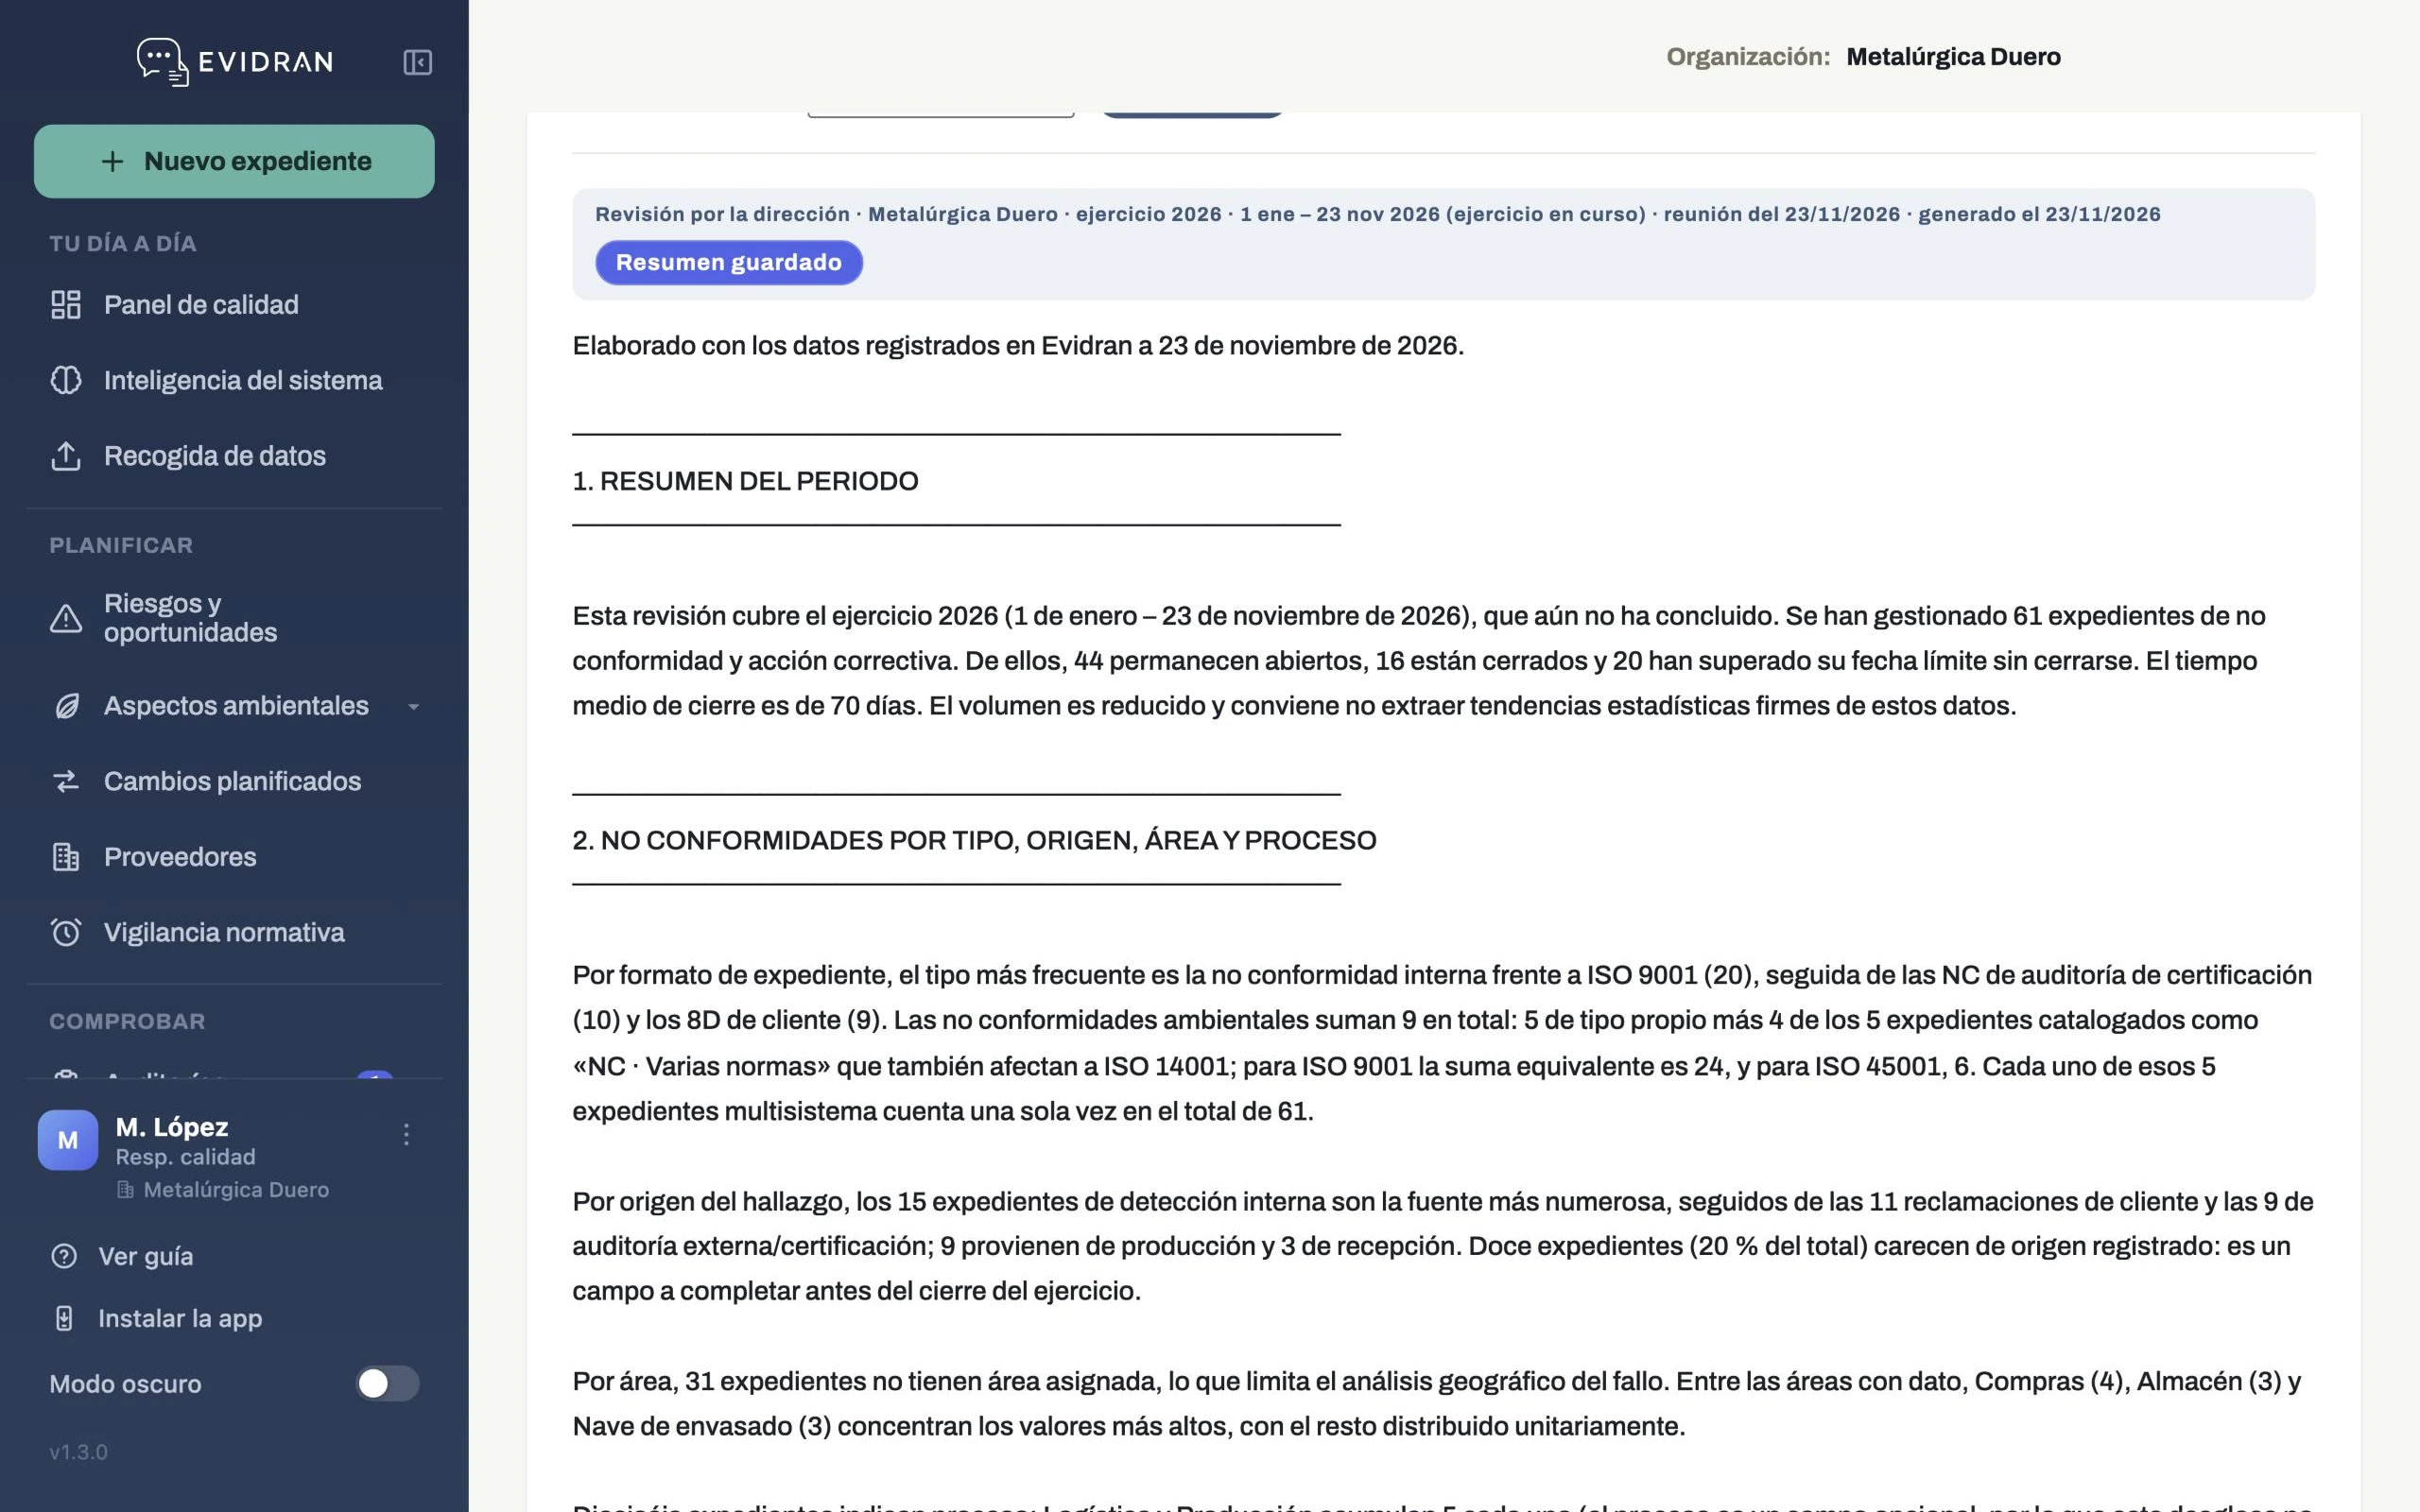 EVIDRAN
Nuevo expediente
TU DÍA A DÍA
Panel de calidad
Inteligencia del sistema
Recogida de datos
PLANIFICAR
Riesgos y
oportunidades
Aspectos ambientales
Cambios planificados
Proveedores
Vigilancia normativa
COMPROBAR
M
M. López
Resp. calidad
Metalúrgica Duero
Ver guía
Instalar la app
Modo oscuro
v1.3.0
Organización: Metalúrgica Duero
Revisión por la dirección · Metalúrgica Duero · ejercicio 2026 · 1 ene – 23 nov 2026 (ejercicio en curso) · reunión del 23/11/2026 · generado el 23/11/2026
Resumen guardado
Elaborado con los datos registrados en Evidran a 23 de noviembre de 2026.
1. RESUMEN DEL PERIODO
Esta revisión cubre el ejercicio 2026 (1 de enero – 23 de noviembre de 2026), que aún no ha concluido. Se han gestionado 61 expedientes de no
conformidad y acción correctiva. De ellos, 44 permanecen abiertos, 16 están cerrados y 20 han superado su fecha límite sin cerrarse. El tiempo
medio de cierre es de 70 días. El volumen es reducido y conviene no extraer tendencias estadísticas firmes de estos datos.
2. NO CONFORMIDADES POR TIPO, ORIGEN, ÁREA Y PROCESO
Por formato de expediente, el tipo más frecuente es la no conformidad interna frente a ISO 9001 (20), seguida de las NC de auditoría de certificación
(10) y los 8D de cliente (9). Las no conformidades ambientales suman 9 en total: 5 de tipo propio más 4 de los 5 expedientes catalogados como
«NC · Varias normas» que también afectan a ISO 14001; para ISO 9001 la suma equivalente es 24, y para ISO 45001, 6. Cada uno de esos 5
expedientes multisistema cuenta una sola vez en el total de 61.
Por origen del hallazgo, los 15 expedientes de detección interna son la fuente más numerosa, seguidos de las 11 reclamaciones de cliente y las 9 de
auditoría externa/certificación; 9 provienen de producción y 3 de recepción. Doce expedientes (20 % del total) carecen de origen registrado: es un
campo a completar antes del cierre del ejercicio.
Por área, 31 expedientes no tienen área asignada, lo que limita el análisis geográfico del fallo. Entre las áreas con dato, Compras (4), Almacén (3) y
Nave de envasado (3) concentran los valores más altos, con el resto distribuido unitariamente.